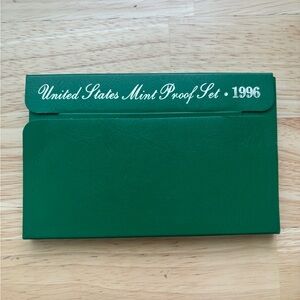 United States Mint Proof Set • 1996